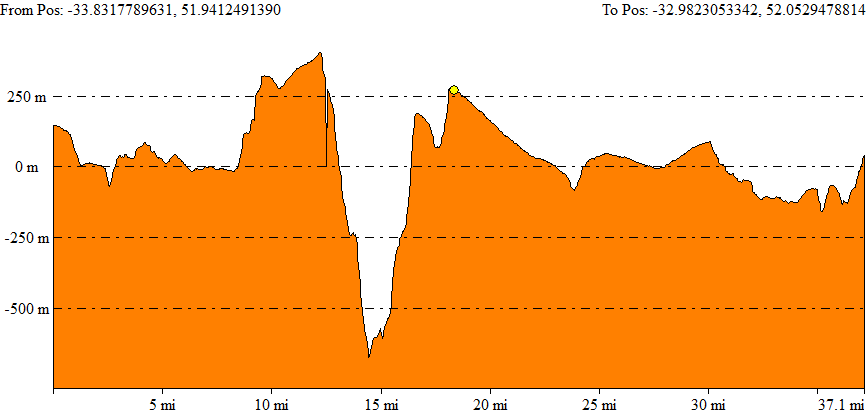 From Pos: -33.8317789631, 51.9412491390
To Pos: -32.9823053342, 52.0529478814
250 m
0 m
-250 m
-500 m
5 mi 10 mi 15 mi 20 mi 25 mi 30 mi 37.1 mi